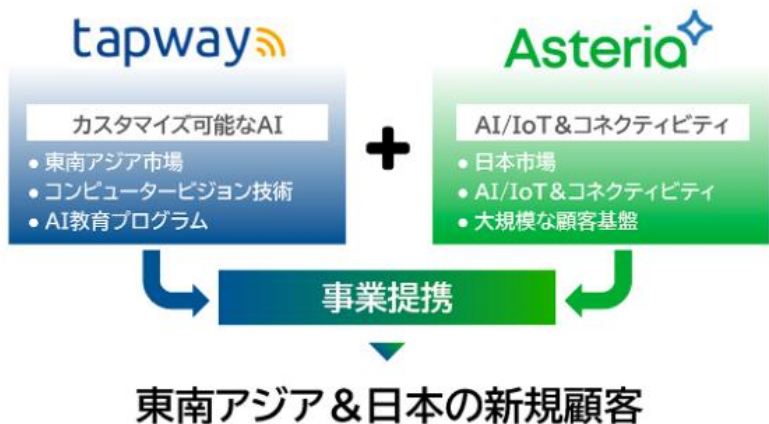 tapway
Asteria
カスタマイズ可能なAI
● 東南アジア市場
● コンピュータービジョン技術
● AI教育プログラム
+
AI/IoT&コネクティビティ
● 日本市場
● AI/IoT&コネクティビティ
● 大規模な顧客基盤
事業提携
東南アジア&日本の新規顧客